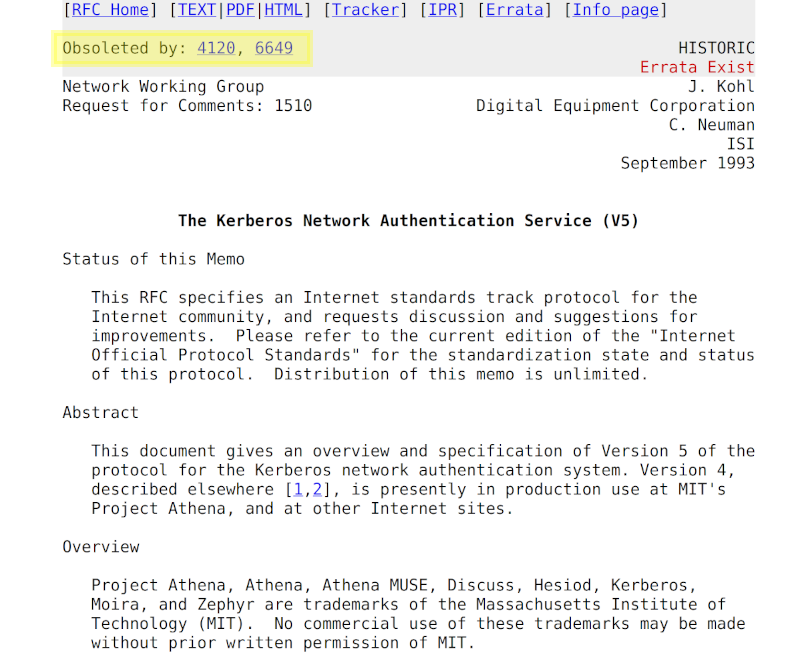 [RFC Home] [TEXT|PDF|HTML] [Tracker] [IPR] [Errata] [Info page]
Obsoleted by: 4120, 6649 HISTORIC
Errata Exist
Network Working Group J. Kohl
Request for Comments: 1510 Digital Equipment Corporation
C. Neuman
ISI
September 1993
The Kerberos Network Authentication Service (V5)
Status of this Memo
This RFC specifies an Internet standards track protocol for the
Internet community, and requests discussion and suggestions for
improvements. Please refer to the current edition of the "Internet
Official Protocol Standards" for the standardization state and status
of this protocol. Distribution of this memo is unlimited.
Abstract
This document gives an overview and specification of Version 5 of the
protocol for the Kerberos network authentication system. Version 4,
described elsewhere [1,2], is presently in production use at MIT's
Project Athena, and at other Internet sites.
Overview
Project Athena, Athena, Athena MUSE, Discuss, Hesiod, Kerberos,
Moira, and Zephyr are trademarks of the Massachusetts Institute of
Technology (MIT). No commercial use of these trademarks may be made
without prior written permission of MIT.